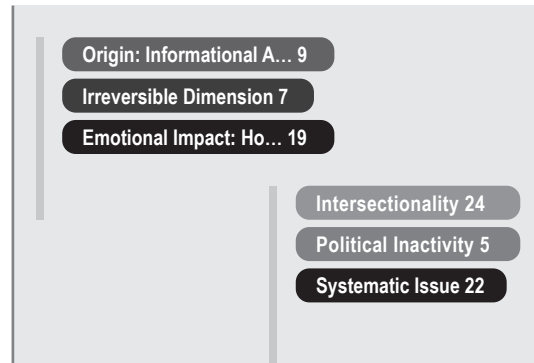 Origin: Informational A… 9
Irreversible Dimension 7
Emotional Impact: Ho… 19
Intersectionality 24
Political Inactivity 5
Systematic Issue 22